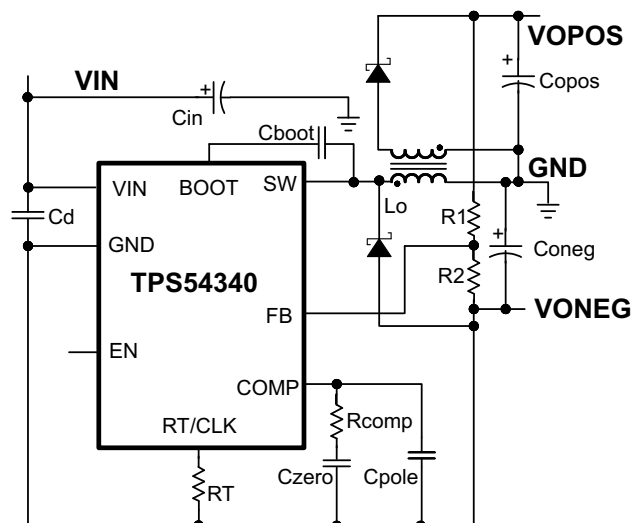 VOPOS
VIN
+
+
Copos
Cin
Cboot
GND
VIN
BOOT
SW
Lo
R1
Cd
GND
+
Coneg
TPS54340
R2
FB
VONEG
EN
COMP
RT/CLK
Rcomp
Czero
Cpole
RT